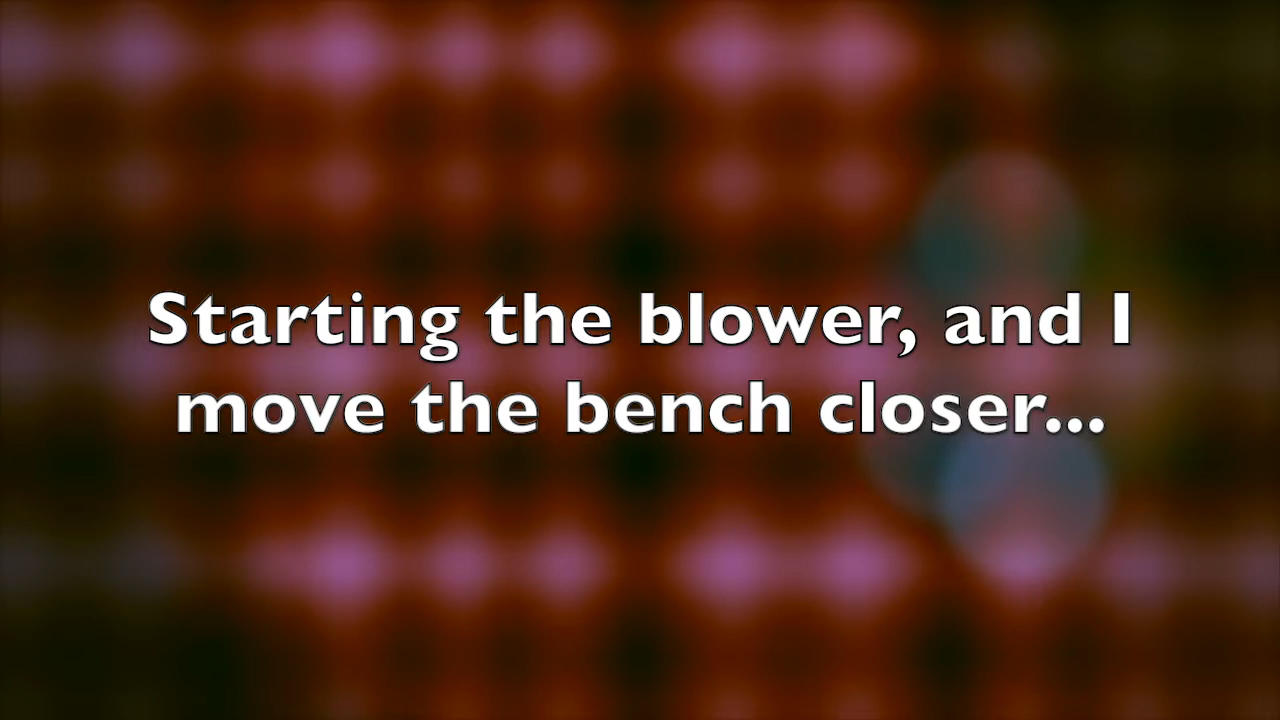 Starting the blower, and I
move the bench closer...